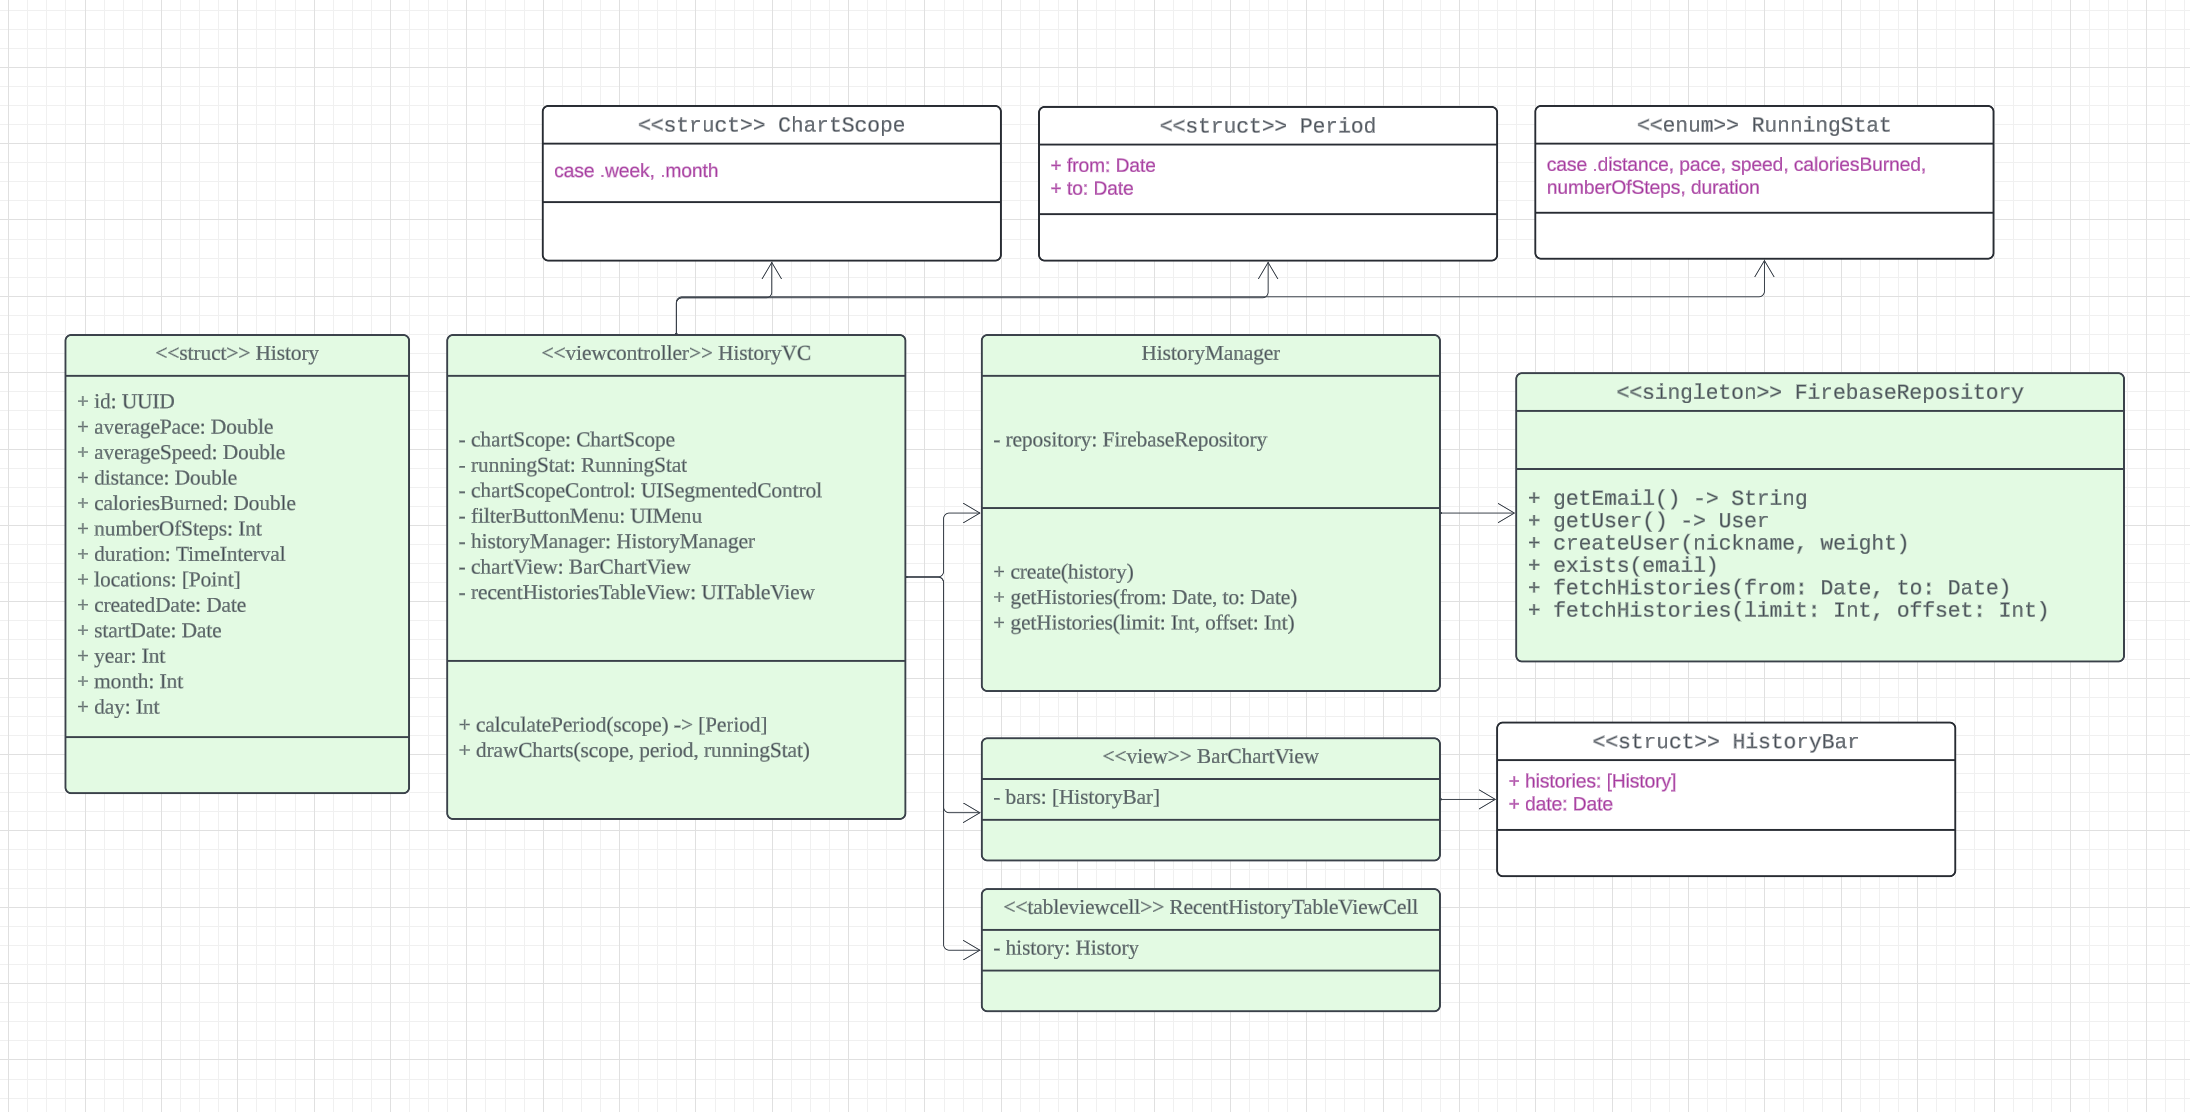 <<struct>> ChartScope
case .week, .month
<<struct>> Period
+ from: Date
+ to: Date
<<enum>> RunningStat
case .distance, pace, speed, caloriesBurned,
numberOfSteps, duration
<<struct>> History
+ id: UUID
+ averagePace: Double
+ averageSpeed: Double
+ distance: Double
+ caloriesBurned: Double
+ numberOfSteps: Int
+ duration: TimeInterval
+ locations: [Point]
+ createdDate: Date
+ startDate: Date
+ year: Int
+ month: Int
+ day: Int
<<viewcontroller>> HistoryVC
- chartScope: ChartScope
- runningStat: RunningStat
- chartScopeControl: UISegmentedControl
- filterButtonMenu: UIMenu
- historyManager: HistoryManager
- chartView: BarChartView
- recentHistoriesTableView: UITableView
+ calculatePeriod(scope) -> [Period]
+ drawCharts(scope, period, runningStat)
HistoryManager
- repository: FirebaseRepository
+ create(history)
+ getHistories(from: Date, to: Date)
+ getHistories(limit: Int, offset: Int)
<<singleton>> FirebaseRepository
+ getEmail() -> String
+ getUser() -> User
+ createUser(nickname, weight)
+ exists(email)
+ fetchHistories(from: Date, to: Date)
+ fetchHistories(limit: Int, offset: Int)
<<view>> BarChartView
- bars: [HistoryBar]
<<struct>> HistoryBar
+ histories: [History]
+ date: Date
<<tableviewcell>> RecentHistoryTableViewCell
- history: History